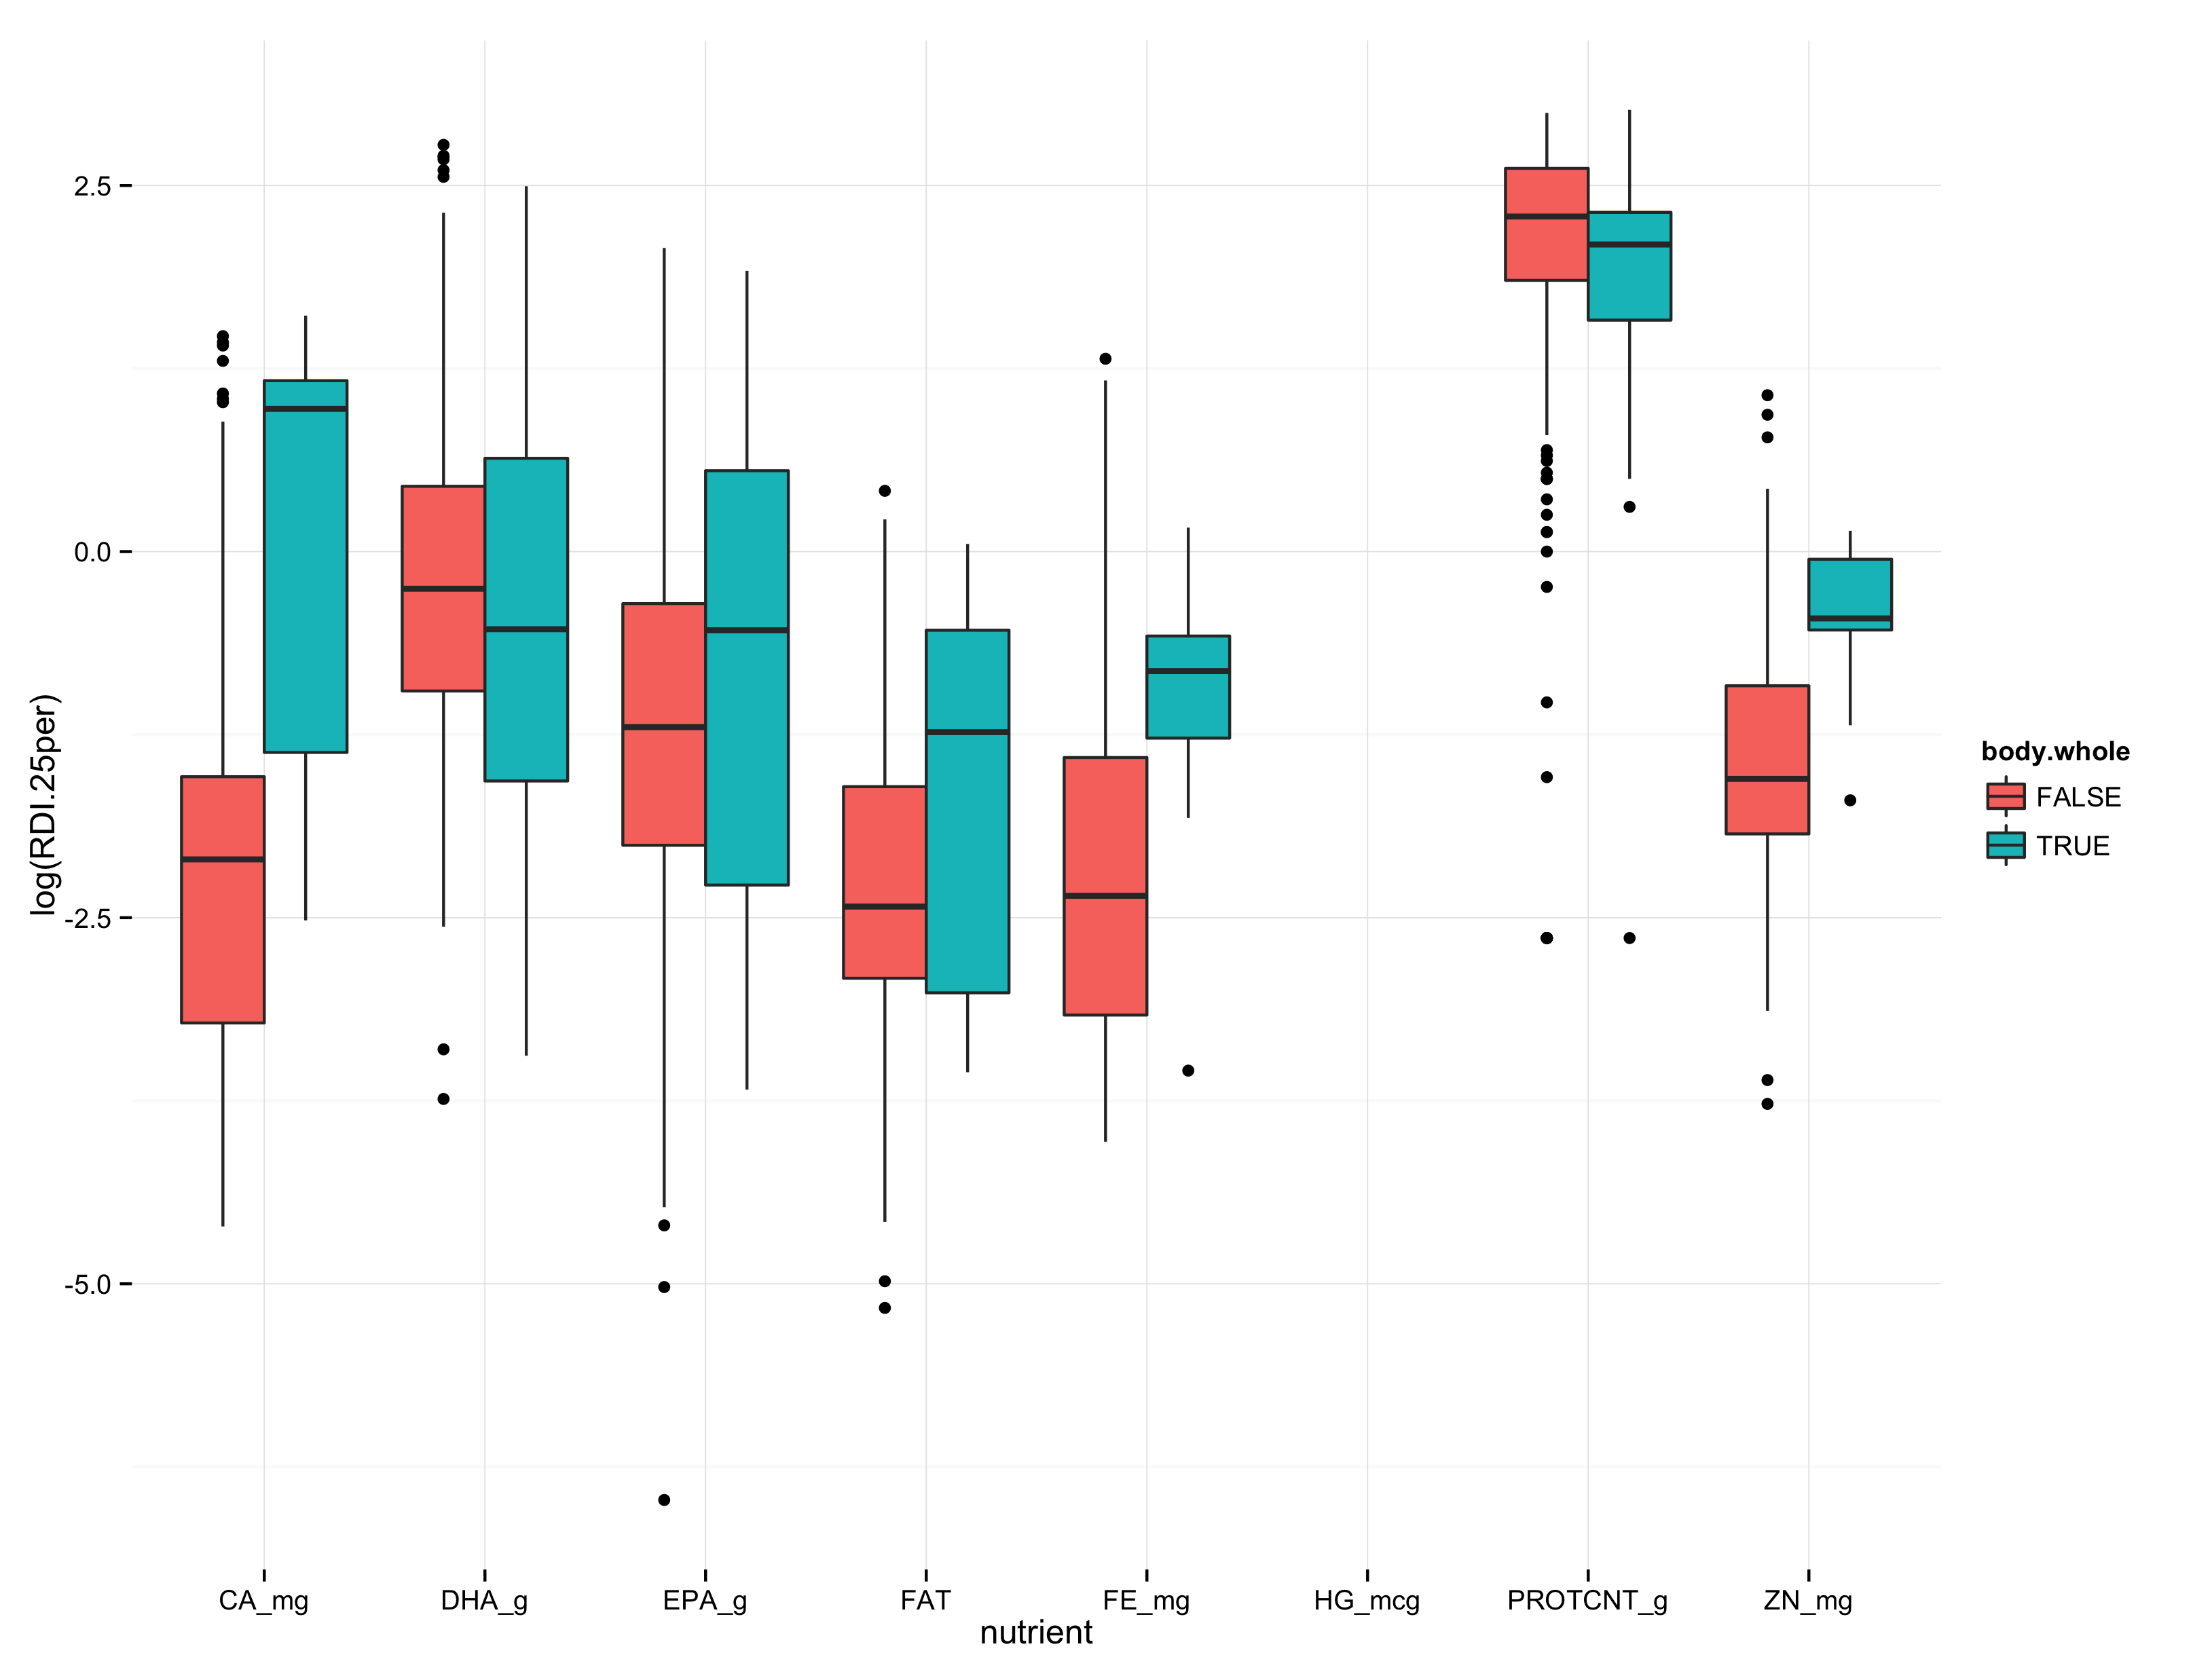 log(RDI.25per)
2.5
0.0
-2.5
-5.0
CA_mg DHA_g EPA_g FAT FE_mg HG_mcg PROTCNT_g ZN_mg
nutrient
body.whole
FALSE
TRUE